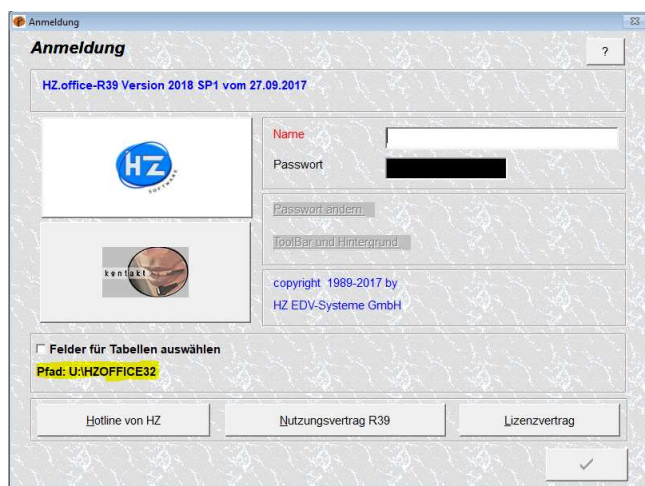 Anmeldung
Anmeldung
?
HZ.office-R39 Version 2018 SP1 vom 27.09.2017
HZ
SOFTWARE
Name
Passwort
Passwort ändern
ToolBar und Hintergrund
kontakt
copyright 1989-2017 by
HZ EDV-Systeme GmbH
Felder für Tabellen auswählen
Pfad: U:\HZOFFICE32
Hotline von HZ
Nutzungsvertrag R39
Lizenzvertrag